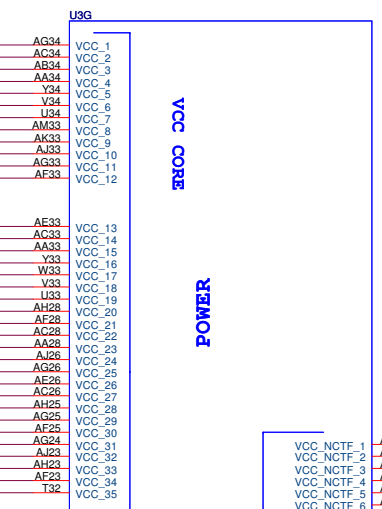 U3G
AG34 VCC_1
AC34 VCC_2
AB34 VCC_3
AA34 VCC_4
Y34 VCC_5
V34 VCC_6
U34 VCC_7
AM33 VCC_8
AK33 VCC_9
AJ33 VCC_10
AG33 VCC_11
AF33 VCC_12
VCC CORE
AE33 VCC_13
AC33 VCC_14
AA33 VCC_15
Y33 VCC_16
W33 VCC_17
V33 VCC_18
U33 VCC_19
AH28 VCC_20
AF28 VCC_21
AC28 VCC_22
AA28 VCC_23
AJ26 VCC_24
AG26 VCC_25
AE26 VCC_26
AC26 VCC_27
AH25 VCC_28
AG25 VCC_29
AF25 VCC_30
AG24 VCC_31
AJ23 VCC_32
AH23 VCC_33
AF23 VCC_34
T32 VCC_35
POWER
VCC_NCTF_1
VCC_NCTF_2
VCC_NCTF_3
VCC_NCTF_4
VCC_NCTF_5
VCC_NCTF_6